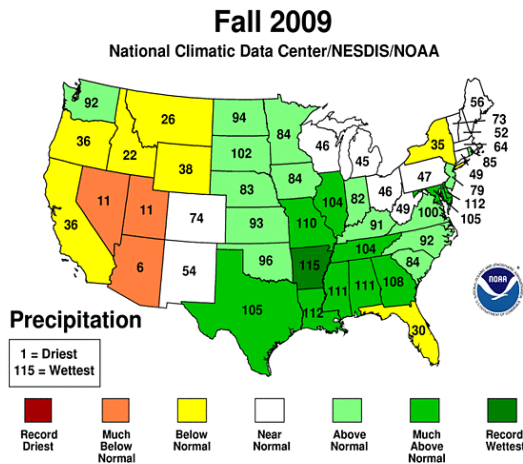 Fall 2009
National Climatic Data Center/NESDIS/NOAA
92
36
26
22
38
36
11
11
6
74
54
94
102
83
93
96
105
84
84
110
115
112
46
45
104
82
46
91
104
111
111
108
30
84
92
100
49
47
35
56
73
52
64
85
49
79
112
105
NOAA
Precipitation
1 = Driest
115 = Wettest
Record
Driest
Much
Below
Normal
Below
Normal
Near
Normal
Above
Normal
Much
Above
Normal
Record
Wettest